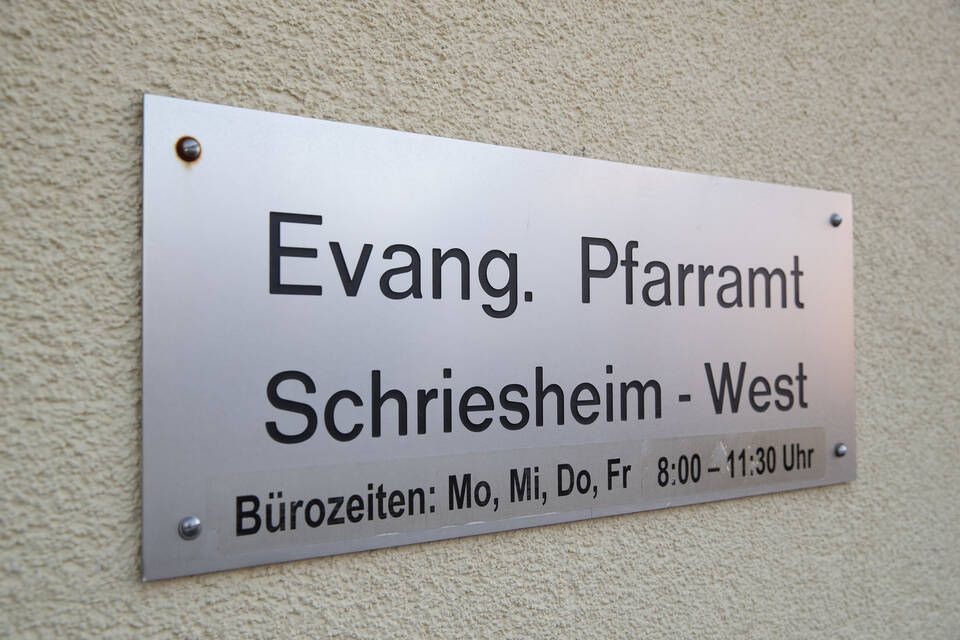 Evang. Pfarramt
Schriesheim - West
Bürozeiten: Mo, Mi, Do, Fr 8:00 – 11:30 Uhr